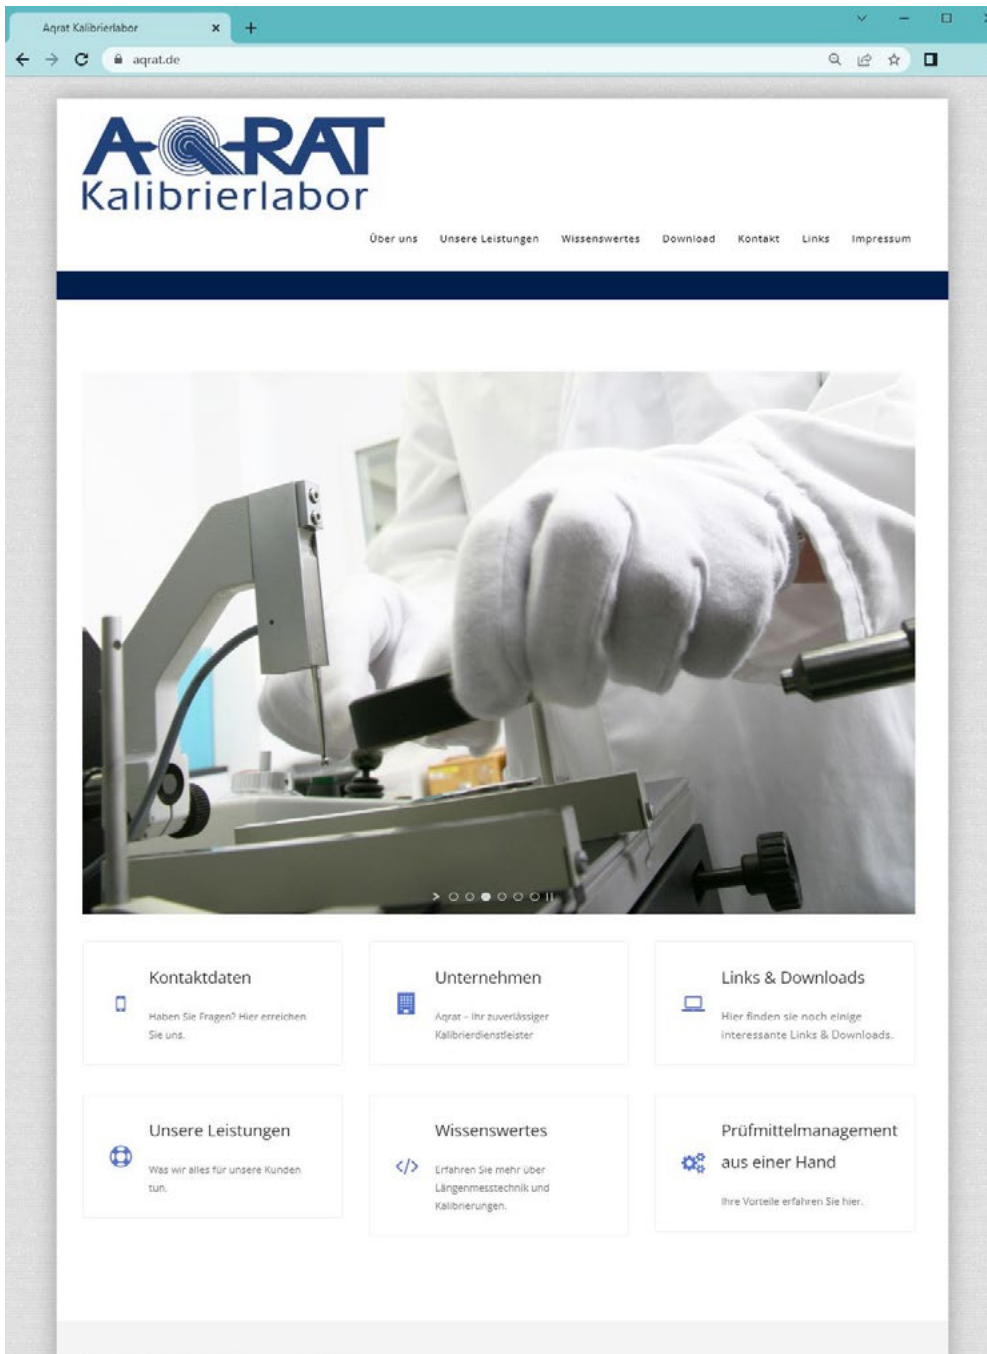 Aqrat Kalibrierlabor
aqrat.de
A-Q-RAT
Kalibrierlabor
Über uns Unsere Leistungen Wissenswertes Download Kontakt Links Impressum
Kontaktdaten
Haben Sie Fragen? Hier erreichen
Sie uns.
Unternehmen
Aqrat – Ihr zuverlässiger
Kalibrierdienstleister
Links & Downloads
Hier finden sie noch einige
interessante Links & Downloads.
Unsere Leistungen
Was wir alles für unsere Kunden
tun.
Wissenswertes
Erfahren Sie mehr über
Längenmesstechnik und
Kalibrierungen.
Prüfmittelmanagement
aus einer Hand
Ihre Vorteile erfahren Sie hier.